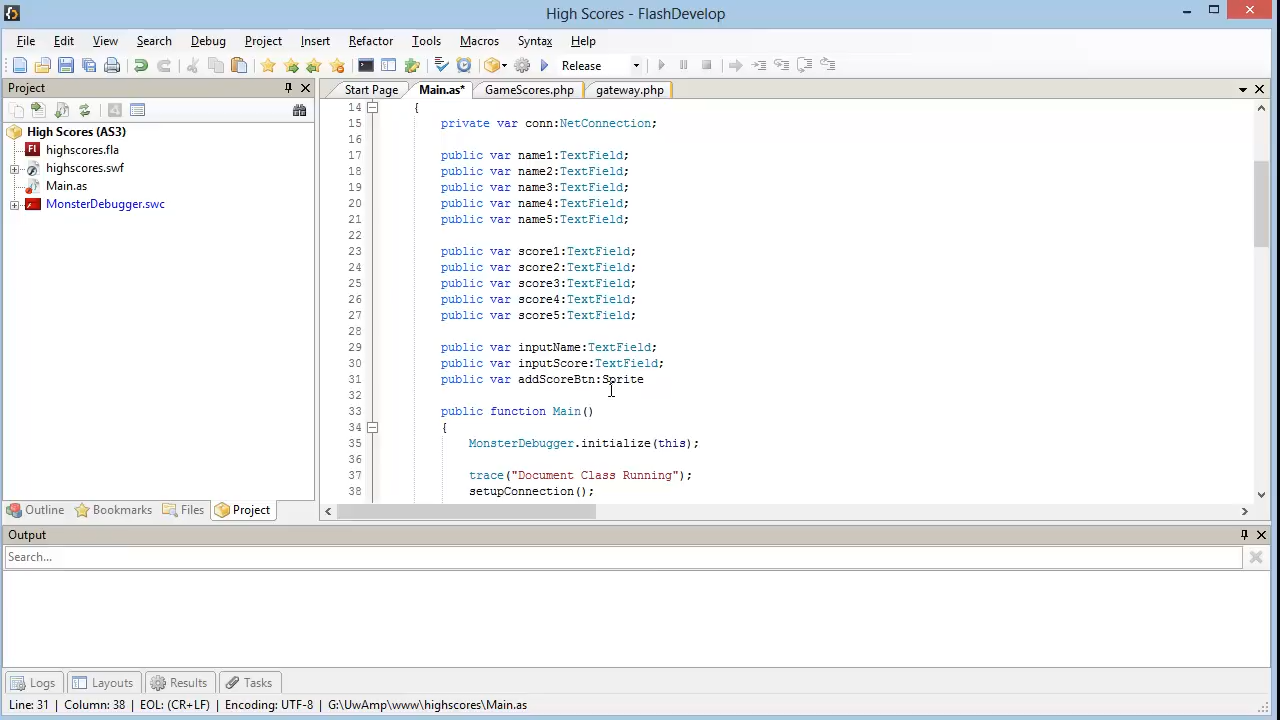 High Scores - FlashDevelop
File Edit View Search Debug Project Insert Refactor Tools Macros Syntax Help
Release
Project
Start Page Main.as* GameScores.php gateway.php
High Scores (AS3)
highscores.fla
highscores.swf
Main.as
MonsterDebugger.swc
14 {
15 private var conn:NetConnection;
16
17 public var name1:TextField;
18 public var name2:TextField;
19 public var name3:TextField;
20 public var name4:TextField;
21 public var name5:TextField;
22
23 public var score1:TextField;
24 public var score2:TextField;
25 public var score3:TextField;
26 public var score4:TextField;
27 public var score5:TextField;
28
29 public var inputName:TextField;
30 public var inputScore:TextField;
31 public var addScoreBtn:Sprite
32
33 public function Main()
34 {
35 MonsterDebugger.initialize(this);
36
37 trace("Document Class Running");
38 setupConnection();
Outline Bookmarks Files Project
Output
Search...
Logs Layouts Results Tasks
Line: 31 | Column: 38 | EOL: (CR+LF) | Encoding: UTF-8 | G:\UwAmp\www\highscores\Main.as